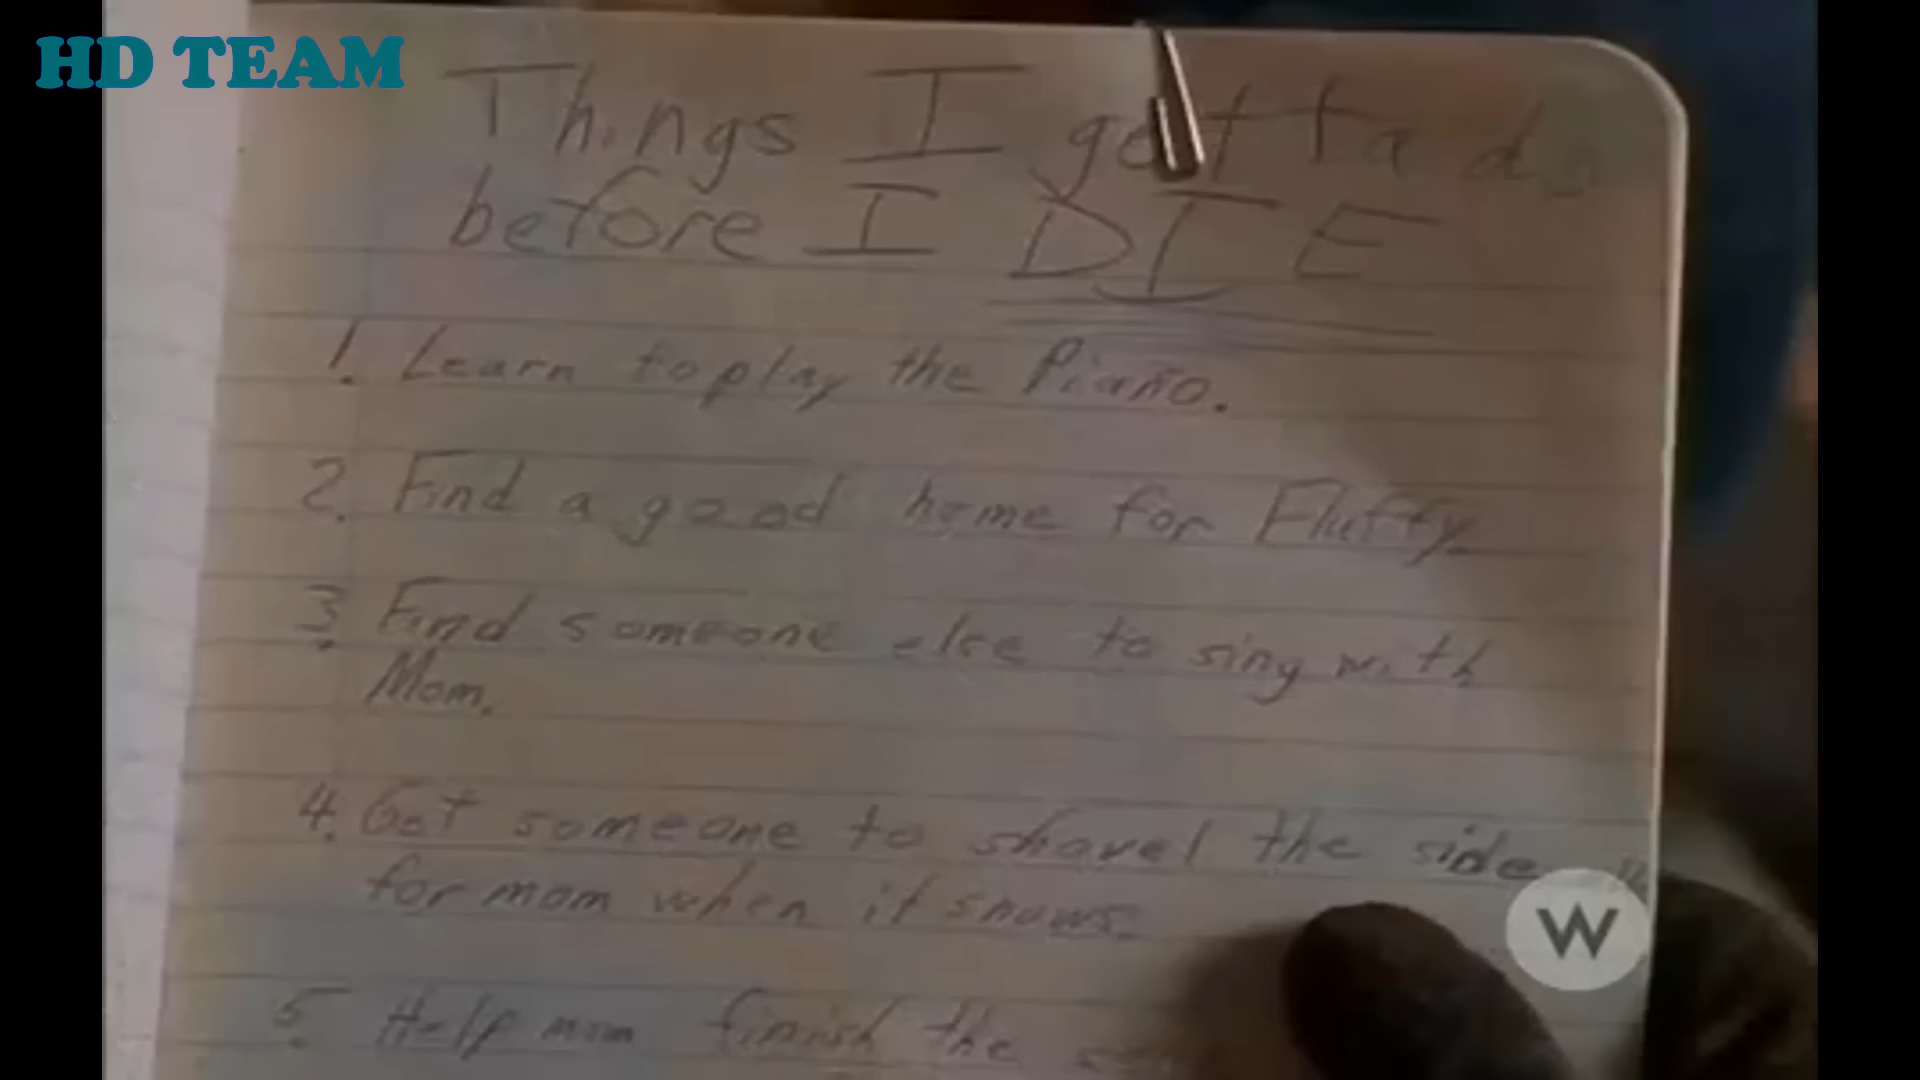 HD TEAM
Things I gotta do
before I DIE
1. Learn to play the Piano.
2. Find a good home for Fluffy.
3. Find someone else to sing with
Mom.
4. Get someone to shovel the side
for mom when it snows.
5. Help mom finish the
W